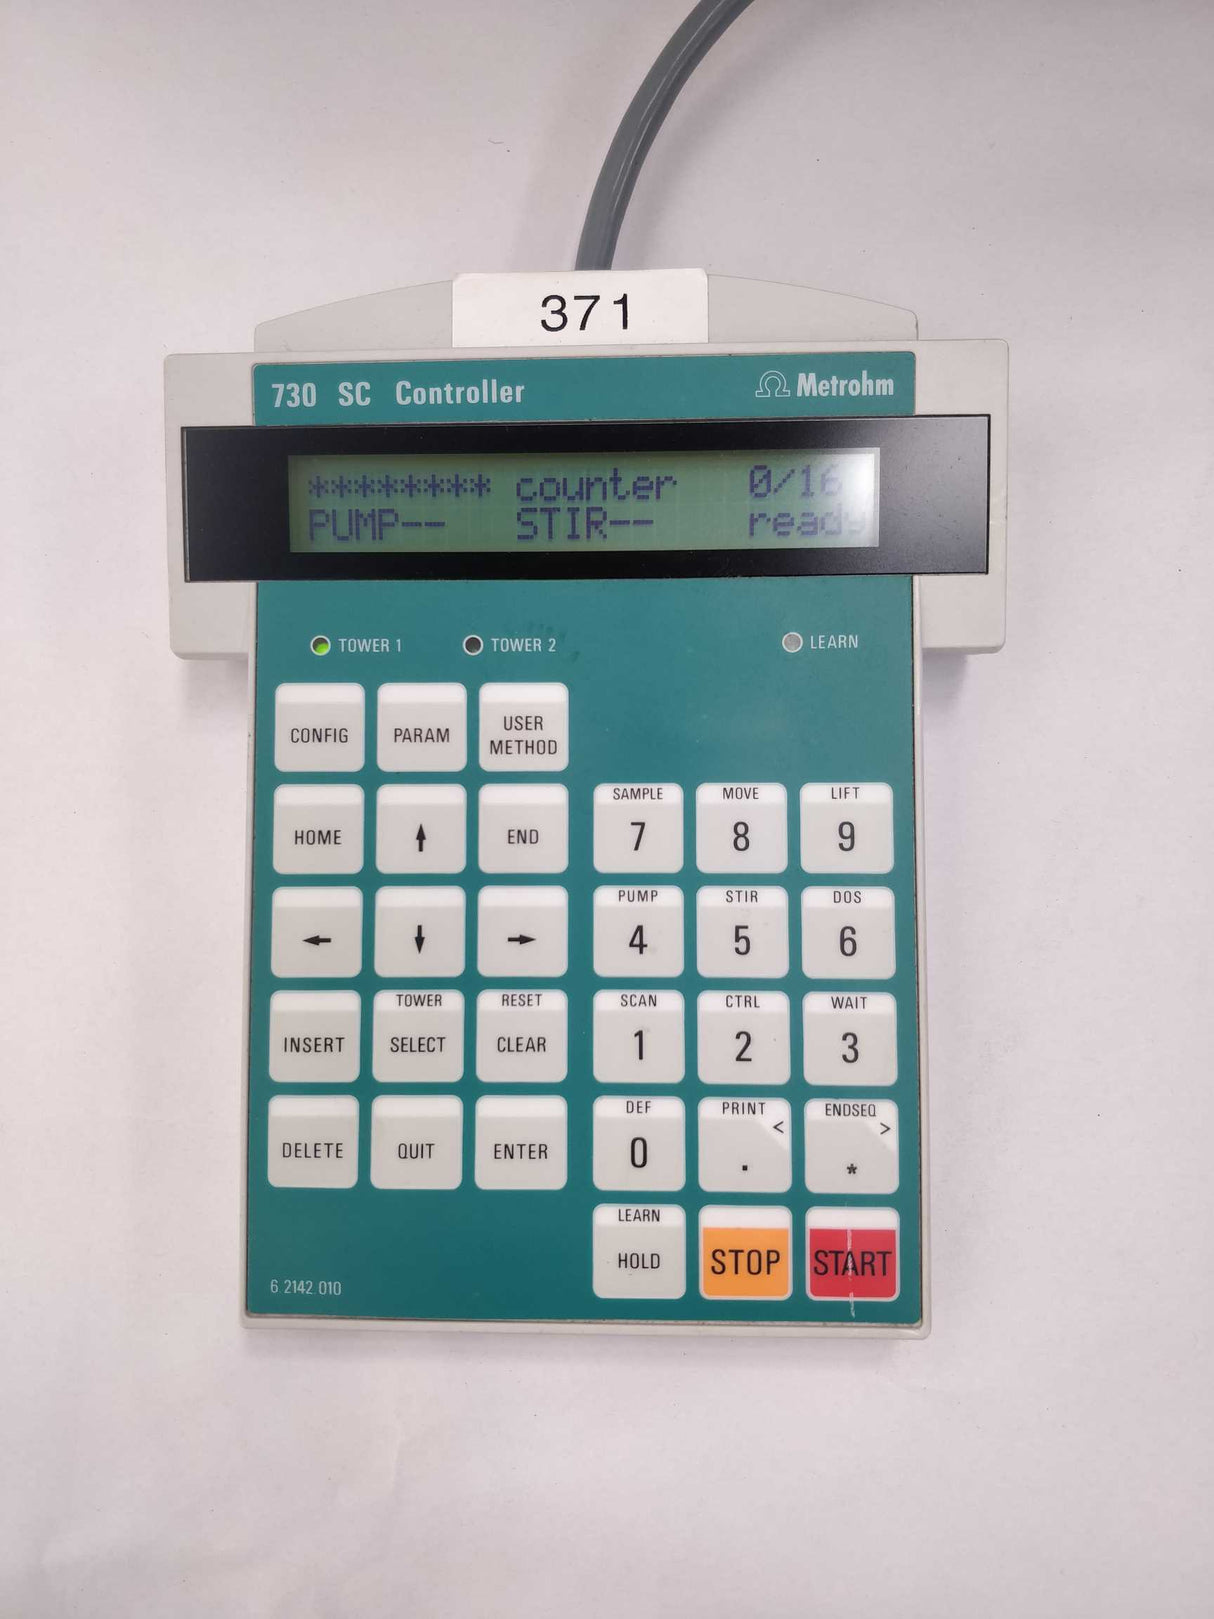 371
730 SC Controller
Metrohm
******** counter 0/16
PUMP-- STIR-- ready
TOWER 1 TOWER 2 LEARN
CONFIG PARAM USER METHOD
SAMPLE MOVE LIFT
HOME ↑ END 7 8 9
PUMP STIR DOS
← ↓ → 4 5 6
TOWER RESET SCAN CTRL WAIT
INSERT SELECT CLEAR 1 2 3
DEF PRINT < ENDSEQ >
DELETE QUIT ENTER 0 . *
LEARN
HOLD STOP START
6.2142.010